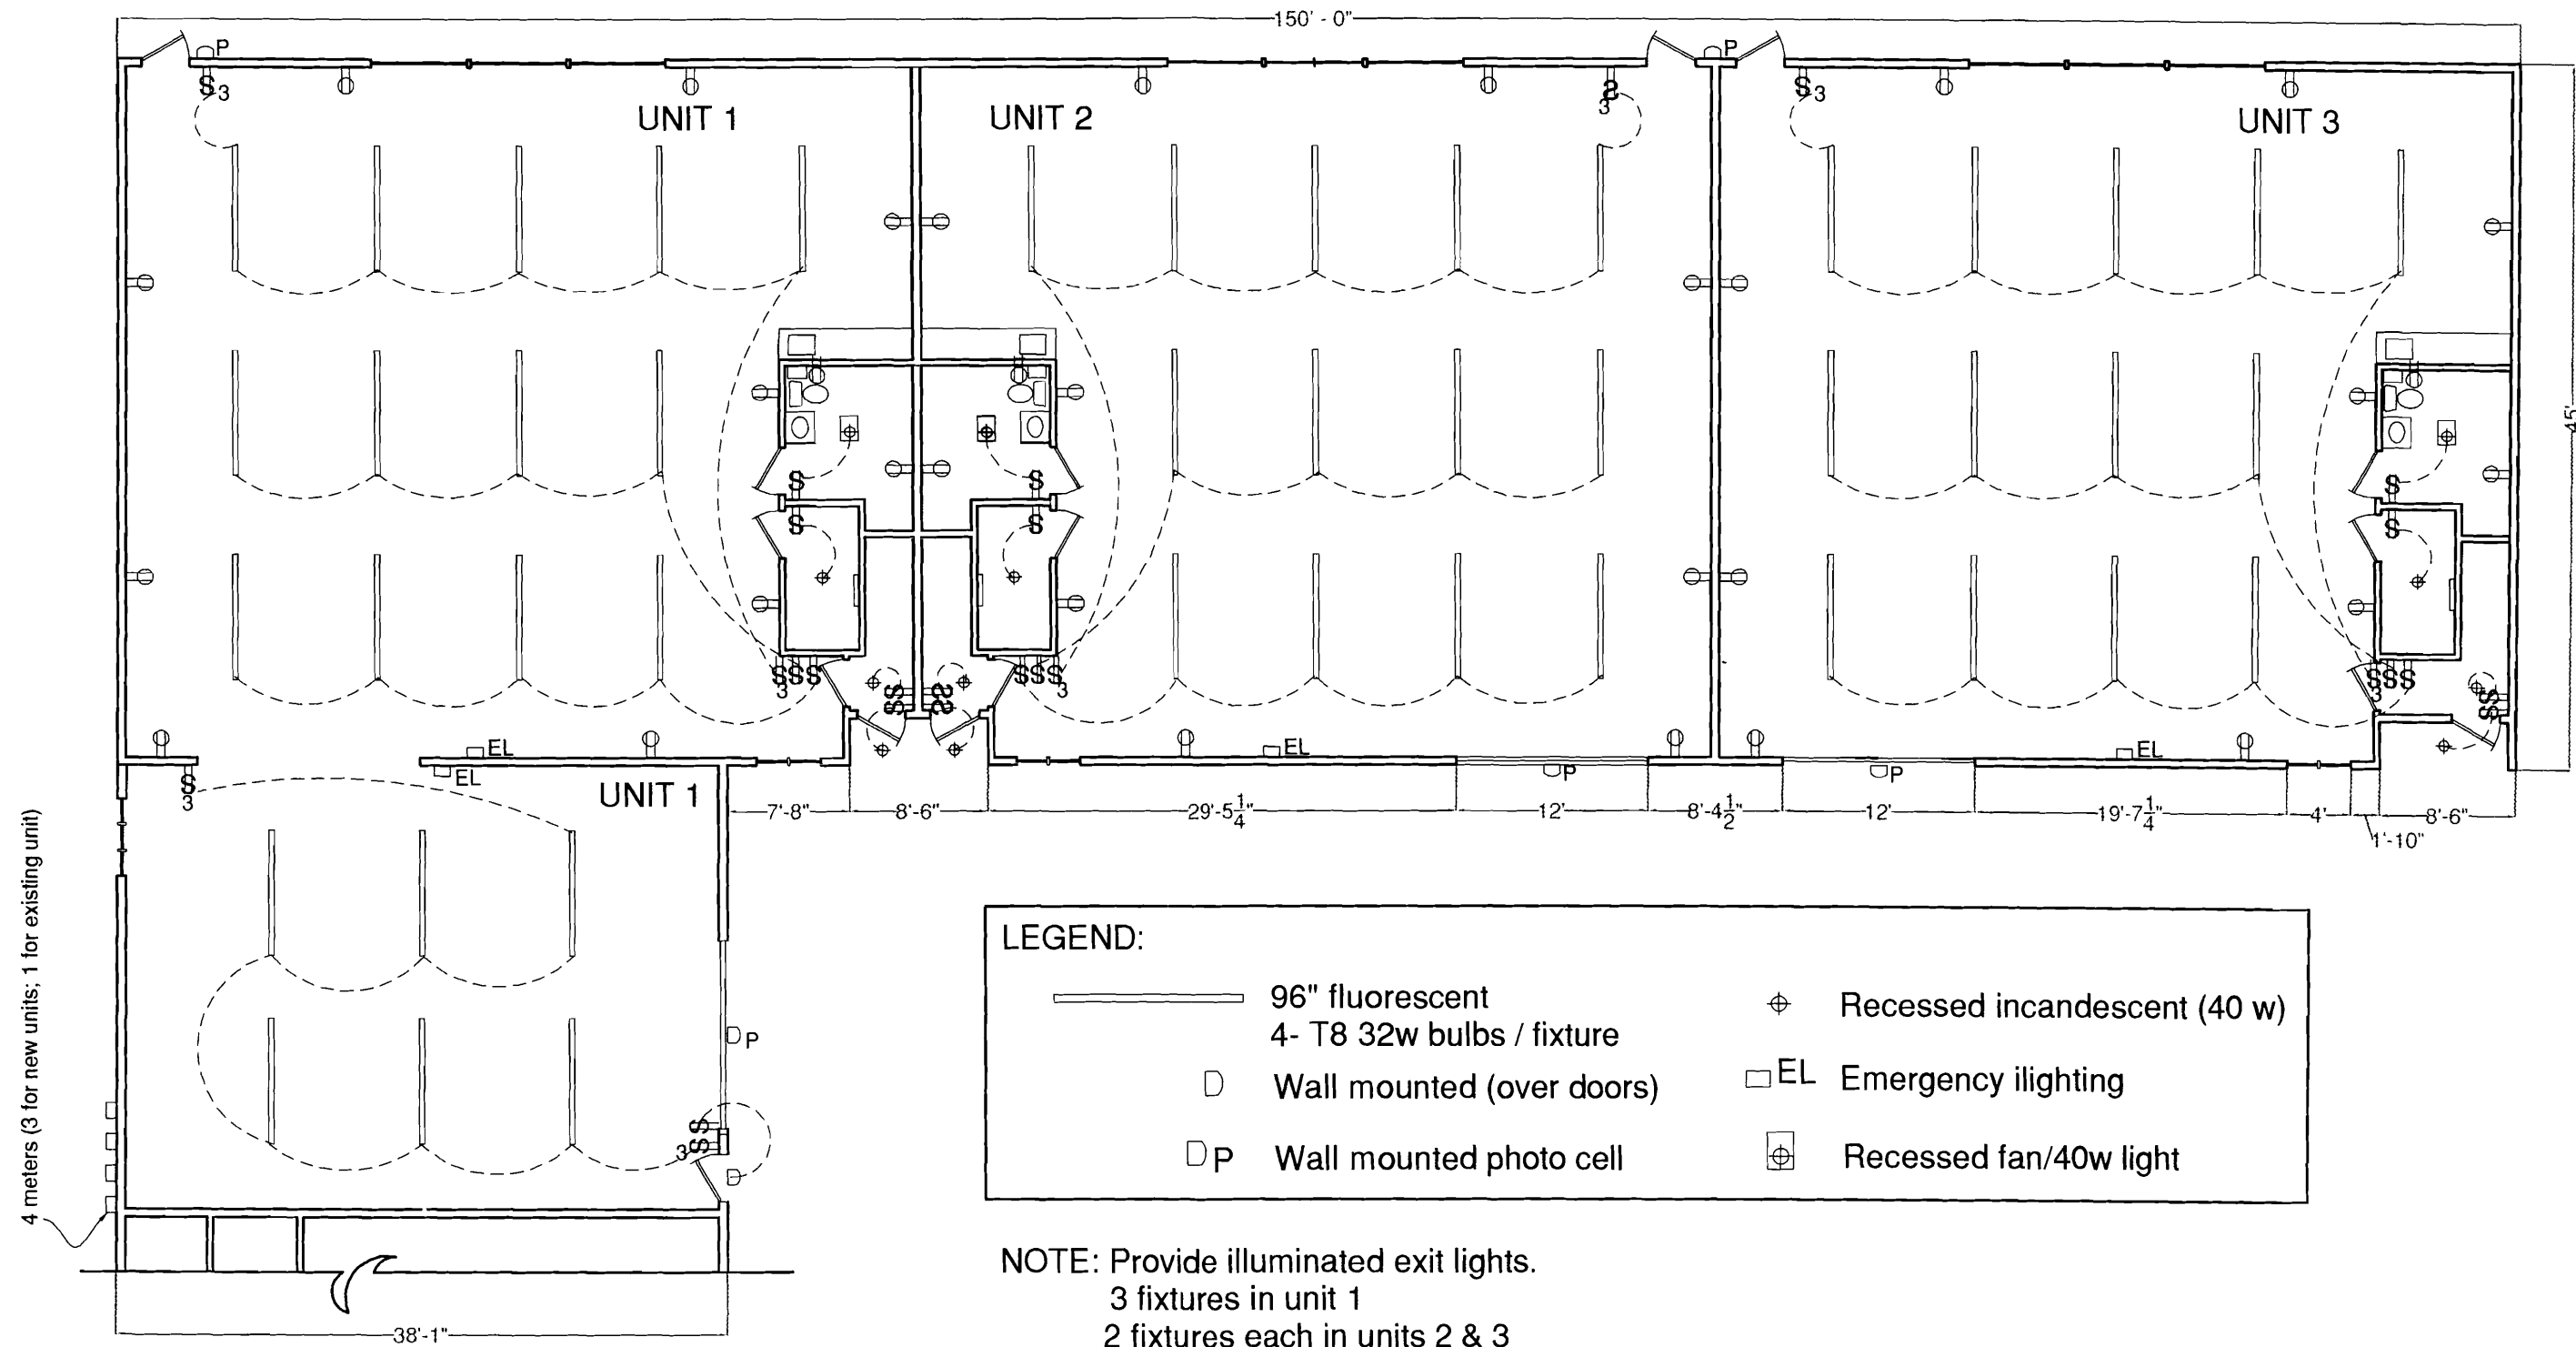 150' - 0"
P
P
S3
S
3
S3
UNIT 1
UNIT 2
UNIT 3
45'
S
S
S
S
S
S
SSS
3
SSS
3
SSS
3
SS
SS
SS
EL
EL
EL
EL
P
P
S
3
UNIT 1
7'-8"
8'-6"
29'-5 1/4"
12'
8'-4 1/2"
12'
19'-7 1/4"
4'
8'-6"
1'-10"
4 meters (3 for new units; 1 for existing unit)
P
S
3S
38'-1"
LEGEND:
96" fluorescent
4- T8 32w bulbs / fixture
Wall mounted (over doors)
P Wall mounted photo cell
Recessed incandescent (40 w)
EL Emergency ilighting
Recessed fan/40w light
NOTE: Provide illuminated exit lights.
3 fixtures in unit 1
2 fixtures each in units 2 & 3